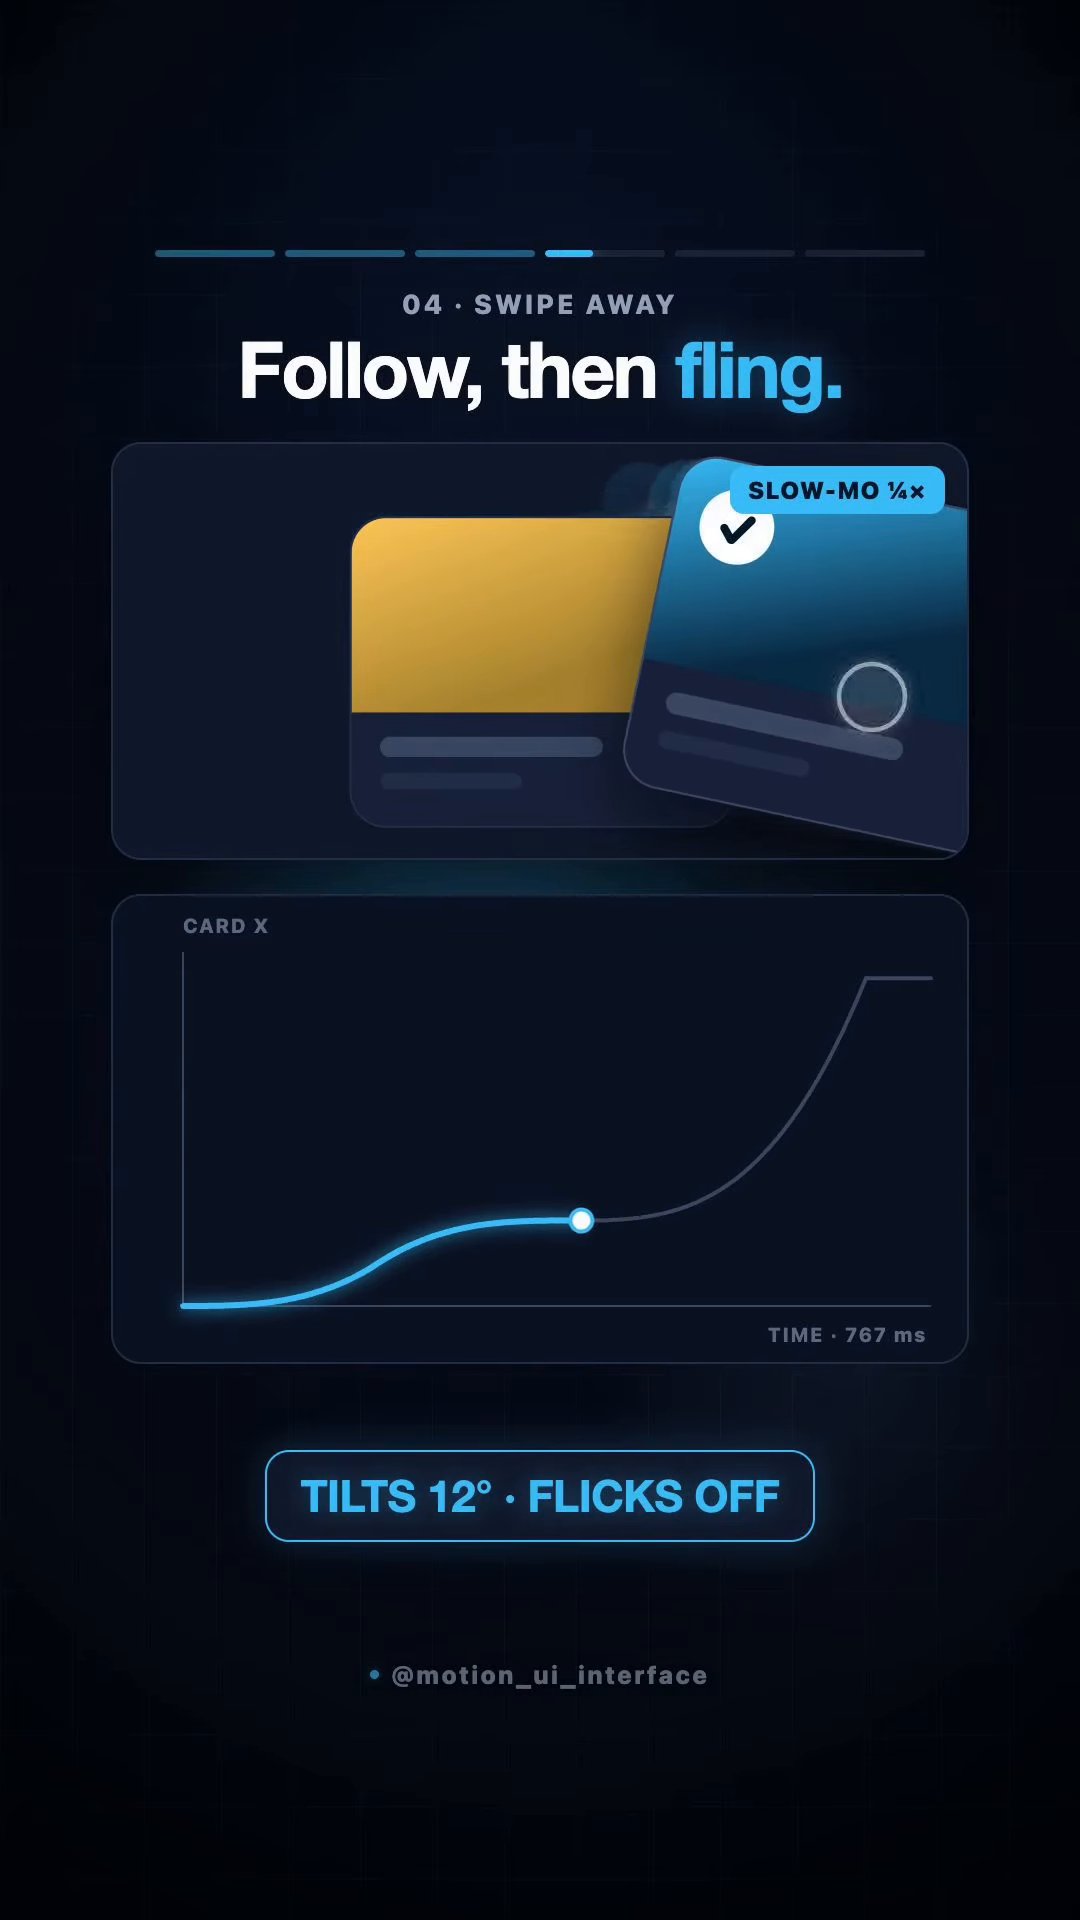 04 · SWIPE AWAY
Follow, then fling.
SLOW-MO ¼×
CARD X
TIME · 767 ms
TILTS 12° · FLICKS OFF
@motion_ui_interface